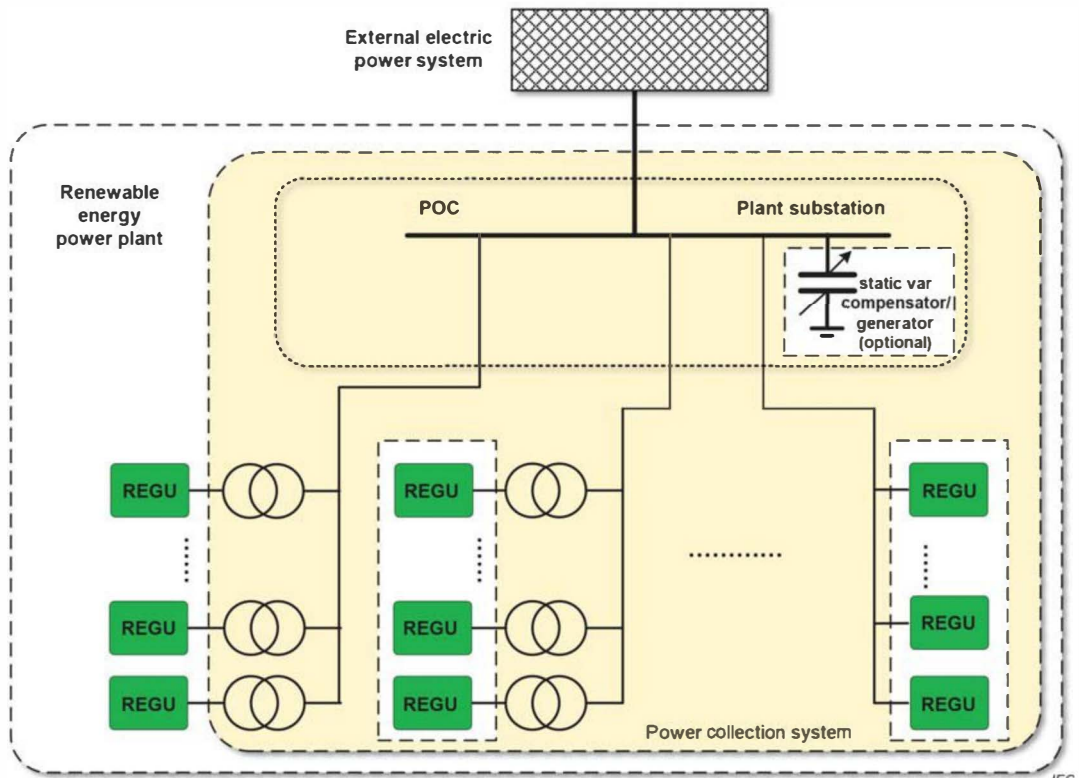 External electric
power system
Renewable
energy
power plant
POC
Plant substation
static var
compensator/
generator
(optional)
REGU
REGU
REGU
REGU
REGU
REGU
REGU
REGU
REGU
Power collection system